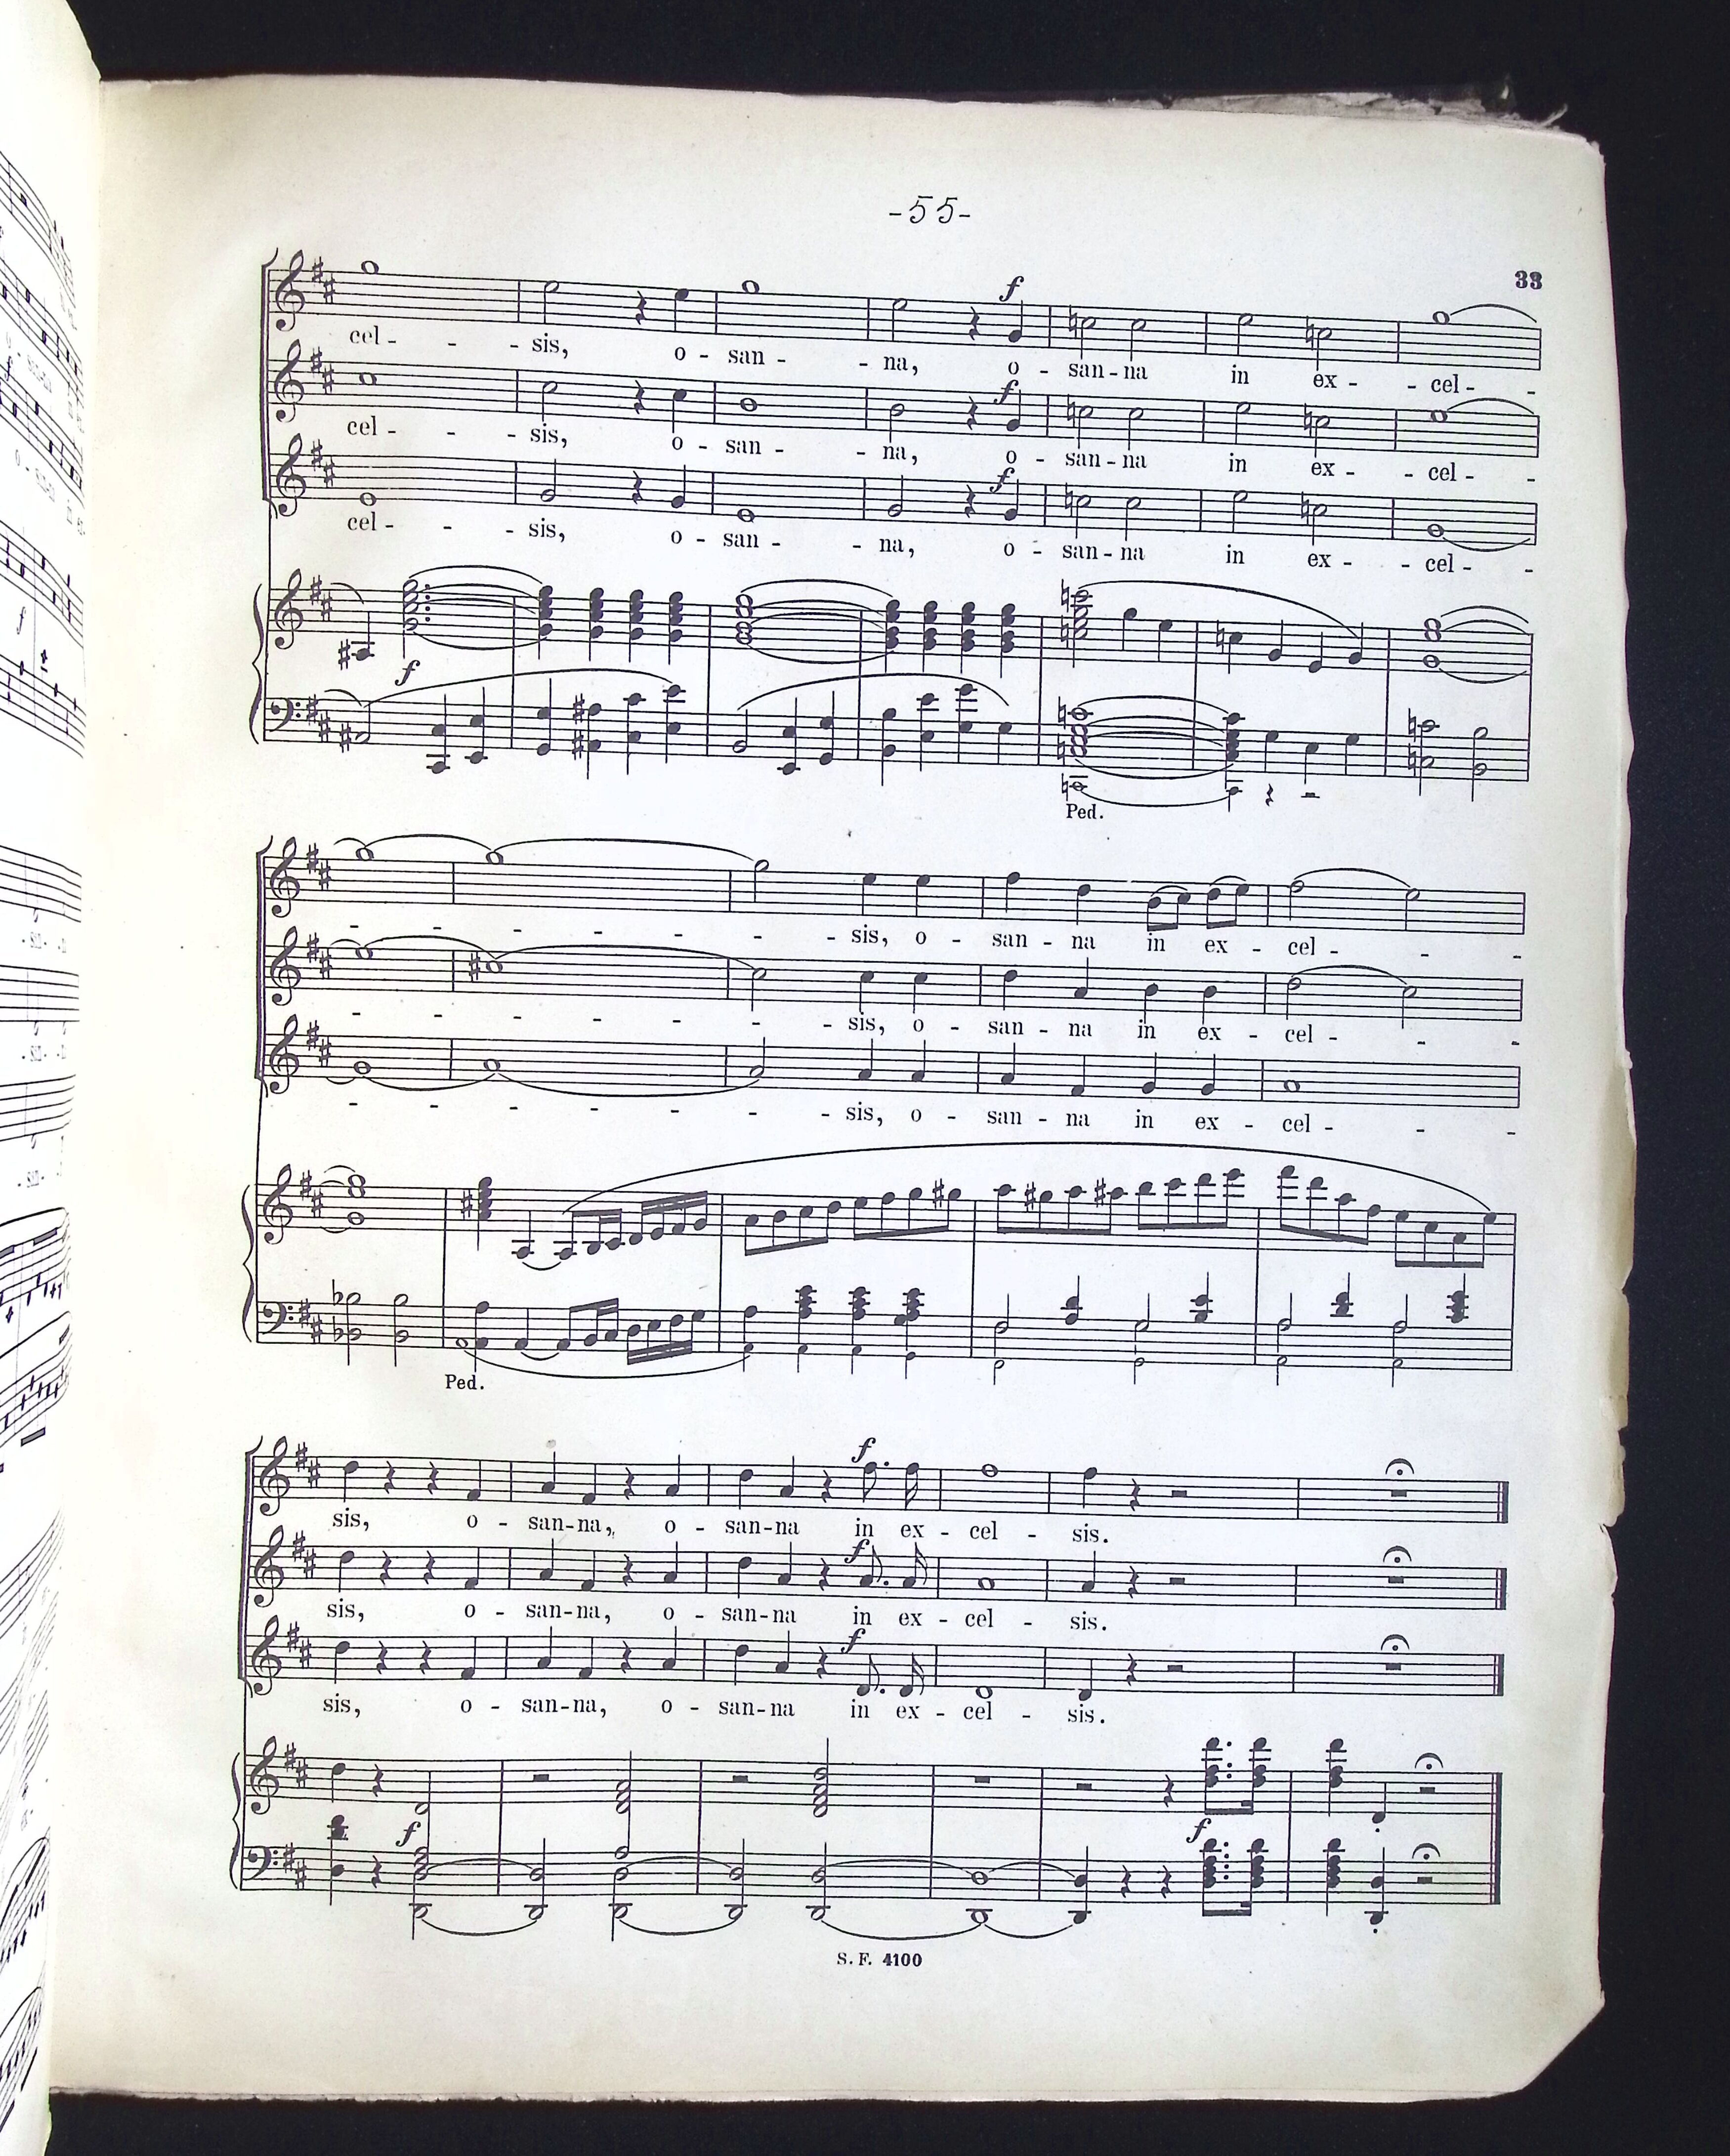 -55-
33
f
cel - - - sis, o - san - - na, o - san - na in ex - - cel - -
f
cel - - - sis, o - san - - na, o - san - na in ex - - cel - -
f
cel - - - sis, o - san - - na, o - san - na in ex - - cel - -
f
Ped.
- - - - - - - sis, o - san - na in ex - cel - - -
- - - - - - - sis, o - san - na in ex - cel - - -
- - - - - - - sis, o - san - na in ex - cel - - -
Ped.
f
sis, o - san-na, o - san-na in ex - cel - sis.
f
sis, o - san-na, o - san-na in ex - cel - sis.
f
sis, o - san-na, o - san-na in ex - cel - sis.
f f
S. F. 4100